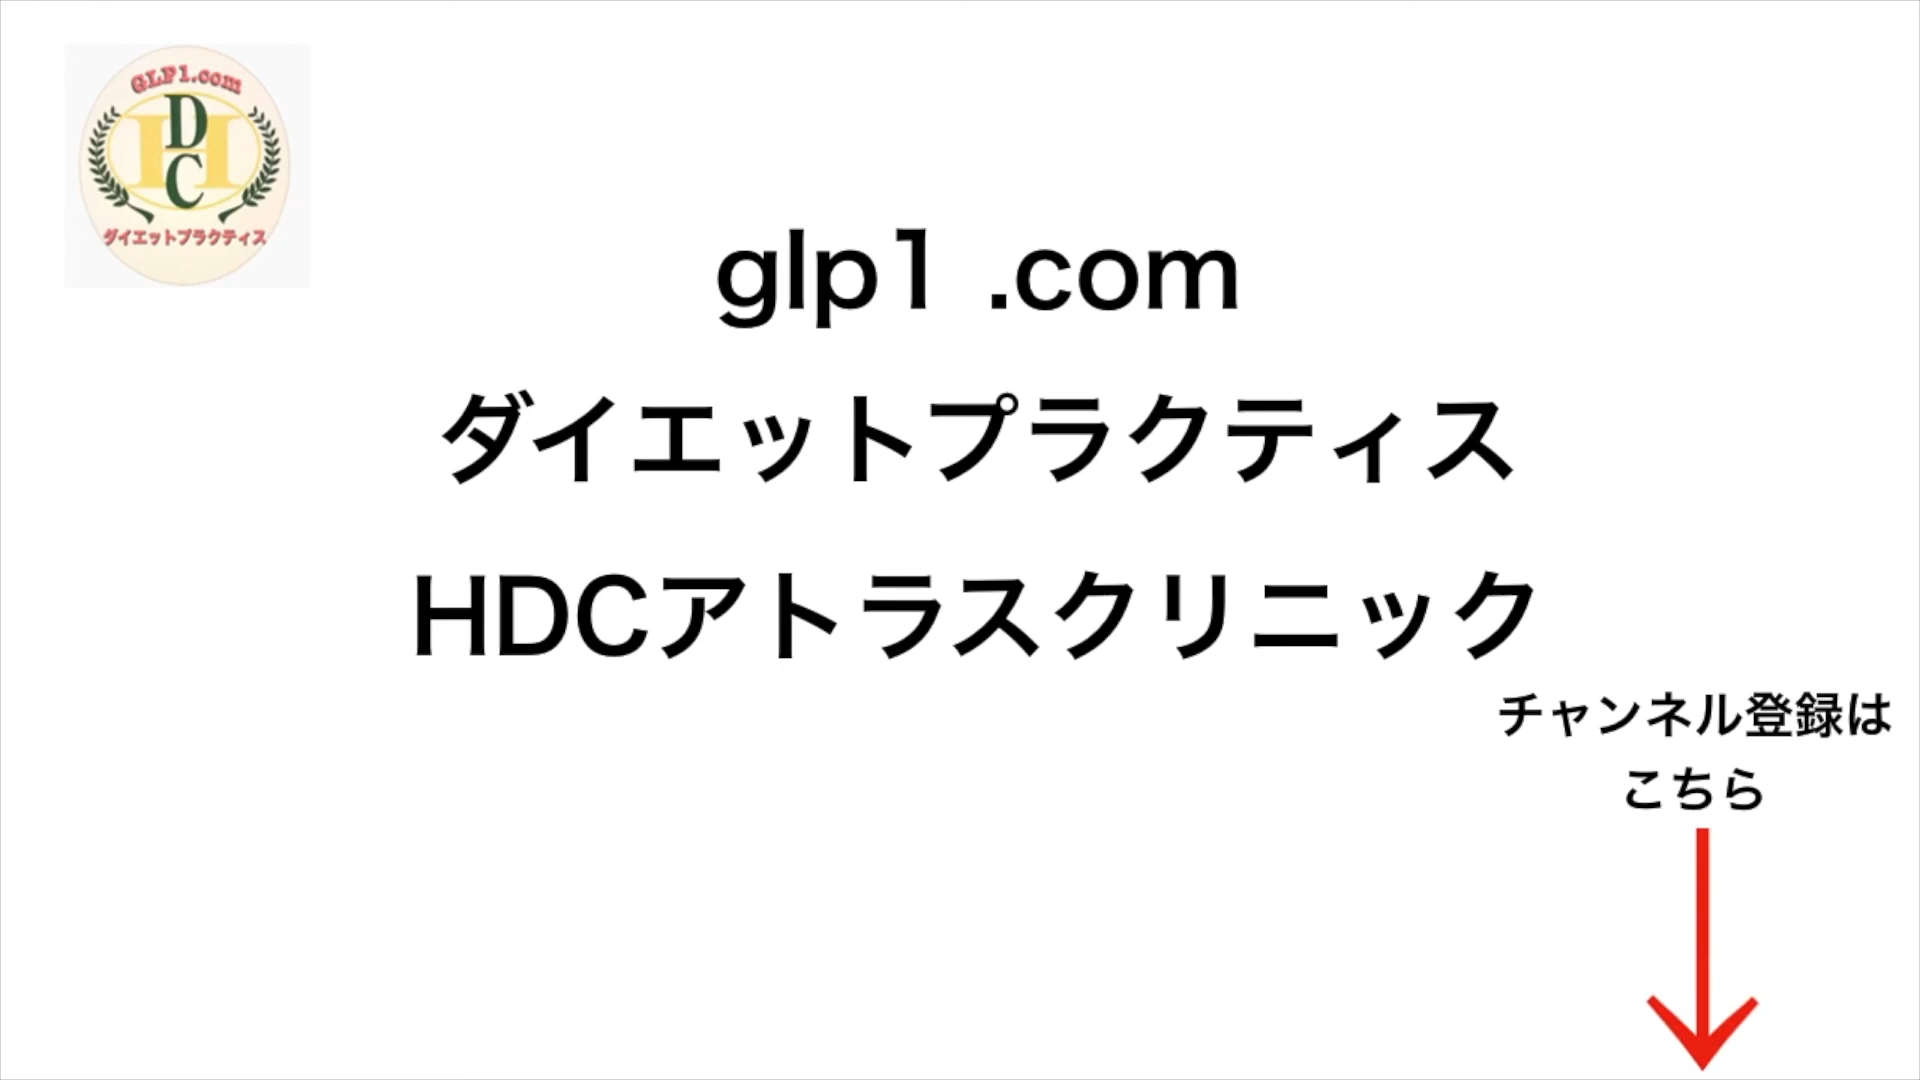 GLP1.com
H
D
C
ダイエットプラクティス
glp1 .com
ダイエットプラクティス
HDCアトラスクリニック
チャンネル登録は
こちら